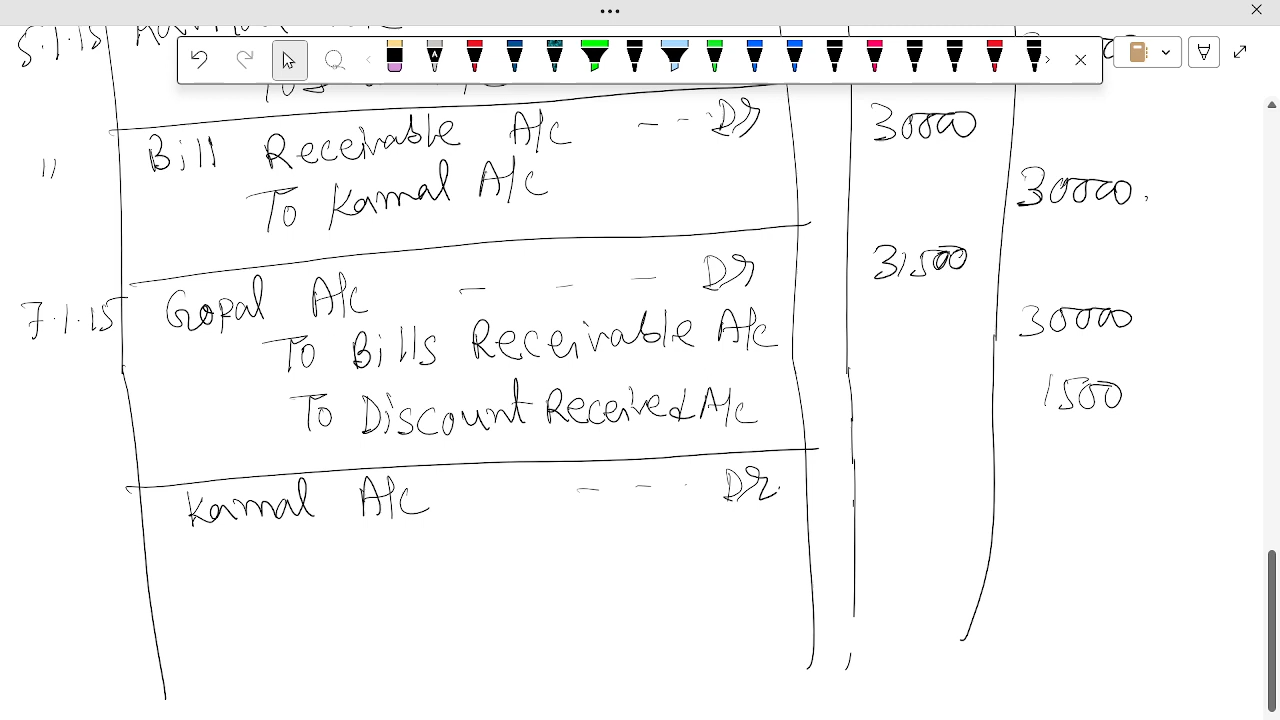 5.1.15
Bill Receivable A/c - - - Dr 30000
" To Kamal A/c 30000.
7.1.15 Gopal A/c - - - Dr 31500
To Bills Receivable A/c 30000
To Discount Received A/c 1500
Kamal A/c - - - Dr.